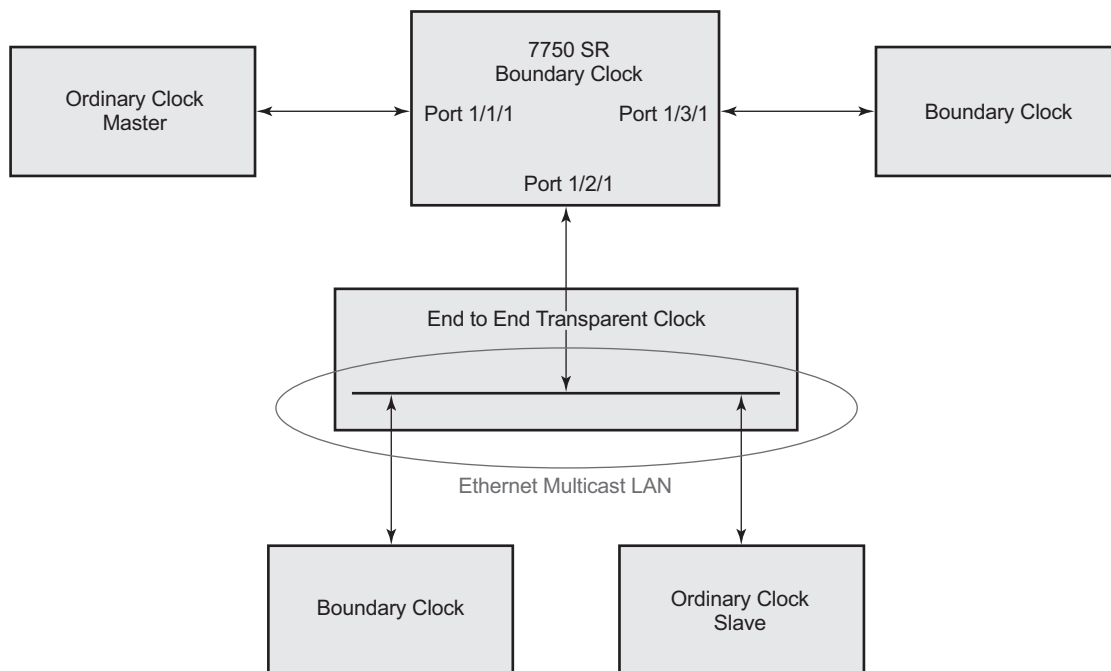 7750 SR
Boundary Clock
Port 1/1/1
Port 1/3/1
Port 1/2/1
Ordinary Clock
Master
Boundary Clock
End to End Transparent Clock
Ethernet Multicast LAN
Boundary Clock
Ordinary Clock
Slave